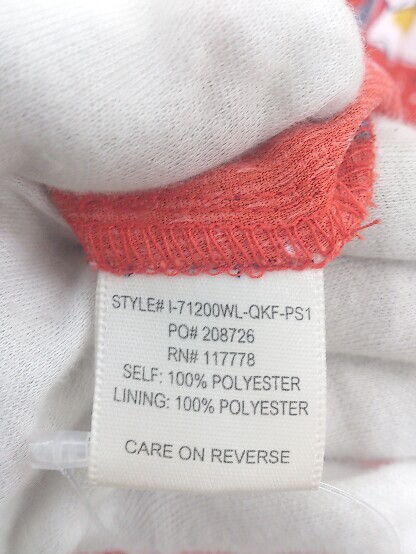 STYLE# I-71200WL-QKF-PS1
PO# 208726
RN# 117778
SELF: 100% POLYESTER
LINING: 100% POLYESTER
CARE ON REVERSE